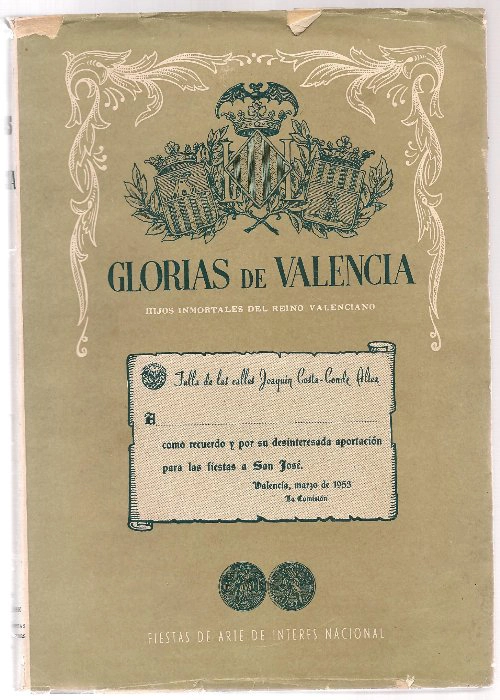 GLORIAS DE VALENCIA
HIJOS INMORTALES DEL REINO VALENCIANO
Falla de las calles Joaquín Costa-Conde Altea
A
como recuerdo y por su desinteresada aportación
para las fiestas a San José.
Valencia, marzo de 1953
La Comisión
FIESTAS DE ARTE DE INTERES NACIONAL